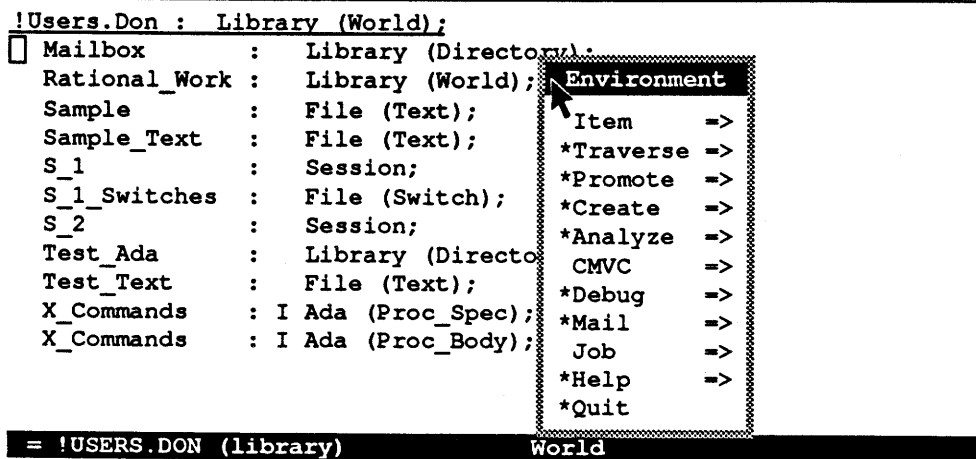 !Users.Don :  Library (World);
Mailbox       :    Library (Directory);
Rational_Work :    Library (World);
Sample        :    File (Text);
Sample_Text   :    File (Text);
S_1           :    Session;
S_1_Switches  :    File (Switch);
S_2           :    Session;
Test_Ada      :    Library (Directo
Test_Text     :    File (Text);
X_Commands    : I Ada (Proc_Spec);
X_Commands    : I Ada (Proc_Body);
Environment
Item =>
*Traverse =>
*Promote =>
*Create =>
*Analyze =>
CMVC =>
*Debug =>
*Mail =>
Job =>
*Help =>
*Quit
= !USERS.DON (library)          World